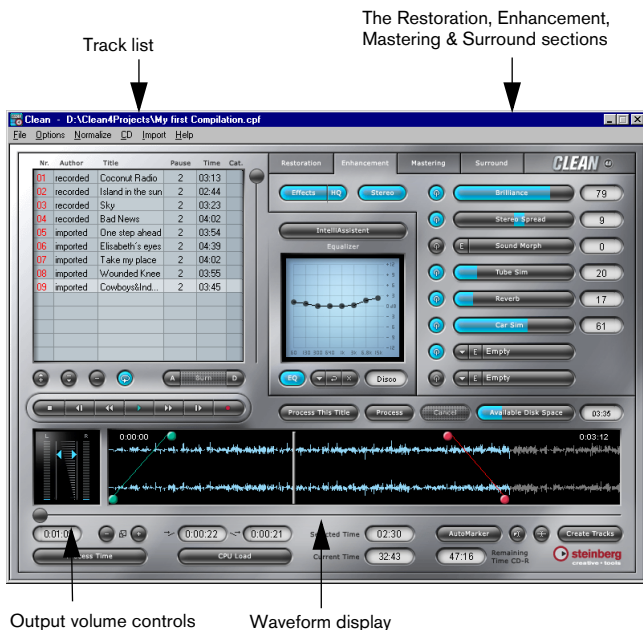 The Restoration, Enhancement,
Mastering & Surround sections
Track list
Clean - D:\Clean4Projects\My first Compilation.cpf
File Options Normalize CD Import Help
Nr. Author Title Pause Time Cat.
01 recorded Coconut Radio 2 03:13
02 recorded Island in the sun 2 02:44
03 recorded Sky 2 03:23
04 recorded Bad News 2 04:02
05 imported One step ahead 2 03:54
06 imported Elisabeth's eyes 2 04:39
07 imported Take my place 2 04:02
08 imported Wounded Knee 2 03:55
09 imported Cowboys&Ind... 2 03:45
A Burn D
Restoration Enhancement Mastering Surround CLEAN
Effects HQ Stereo
IntelliAssistent
Equalizer
EQ Disco
Brilliance 79
Stereo Spread 9
E Sound Morph 0
Tube Sim 20
Reverb 17
Car Sim 61
E Empty
E Empty
Process This Title Process Cancel Available Disk Space 03:35
L R
0:00:00 0:03:12
0:00:22 0:00:21 Selected Time 02:30 AutoMarker Create Tracks
CPU Load Current Time 32:43 47:16 Remaining Time CD-R
steinberg
creative tools
Output volume controls
Waveform display